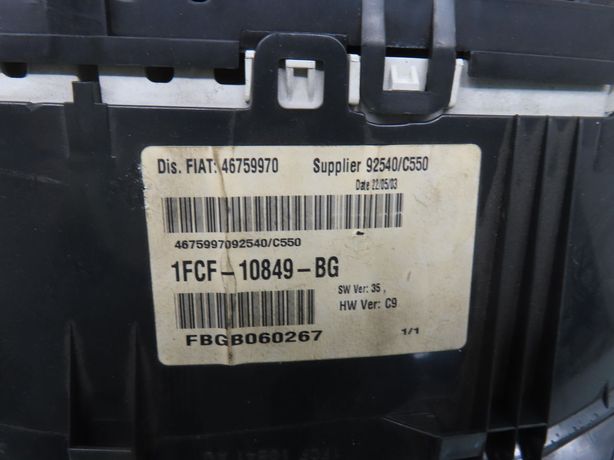 Dis. FIAT: 46759970 Supplier 92540/C550
Date 22/05/03
4675997092540/C550
1FCF-10849-BG
SW Ver: 35 ,
HW Ver: C9
FBGB060267 1/1